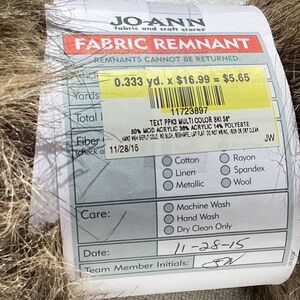 JO-ANN
fabric and craft stores
FABRIC REMNANT
REMNANTS CANNOT BE RETURNED.
0.333 yd. x $16.99 = $5.65
Yards
11723897
Total
TEXT PPK3 MULTI COLOR SKI 58"
Fiber
50% MOD ACRYLIC 36% ACRYLIC 14% POLYESTE
11/28/15
JW
Cotton
Rayon
Linen
Spandex
Metallic
Wool
Care:
Machine Wash
Hand Wash
Dry Clean Only
Date:
11-28-15
Team Member Initials: